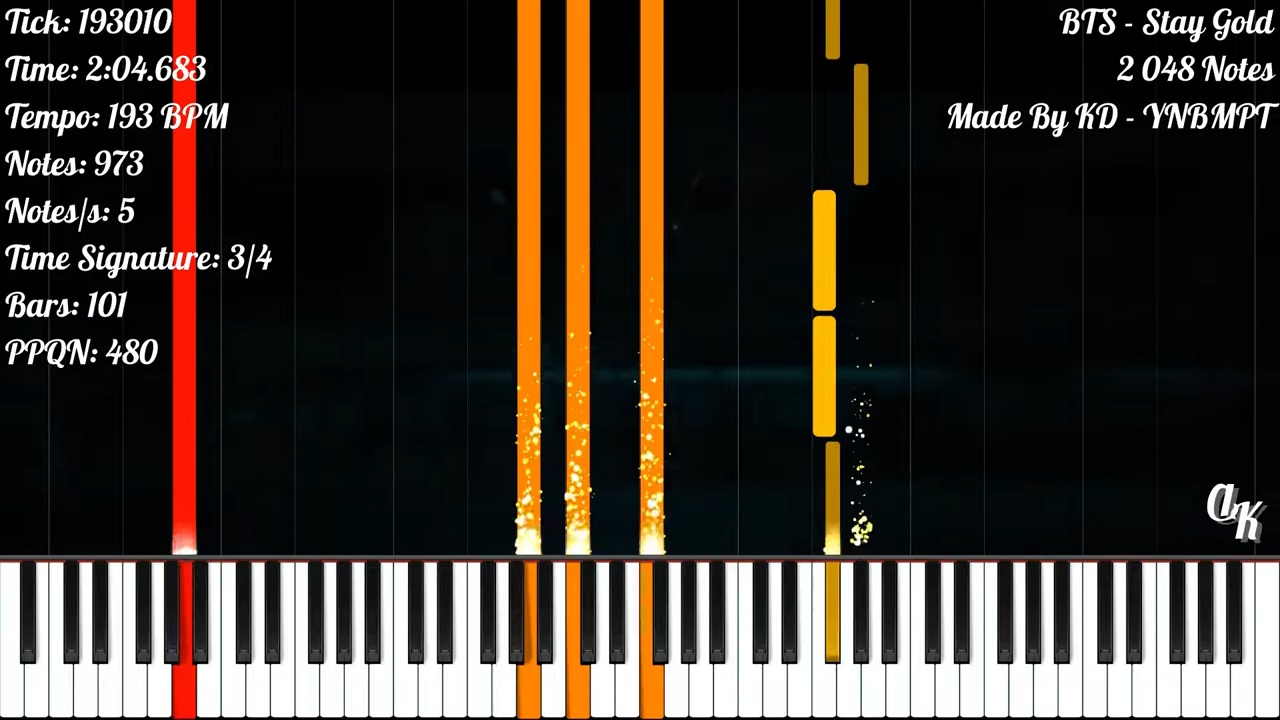 Tick: 193010
Time: 2:04.683
Tempo: 193 BPM
Notes: 973
Notes/s: 5
Time Signature: 3/4
Bars: 101
PPQN: 480
BTS - Stay Gold
2 048 Notes
Made By KD - YNBMPT
aK